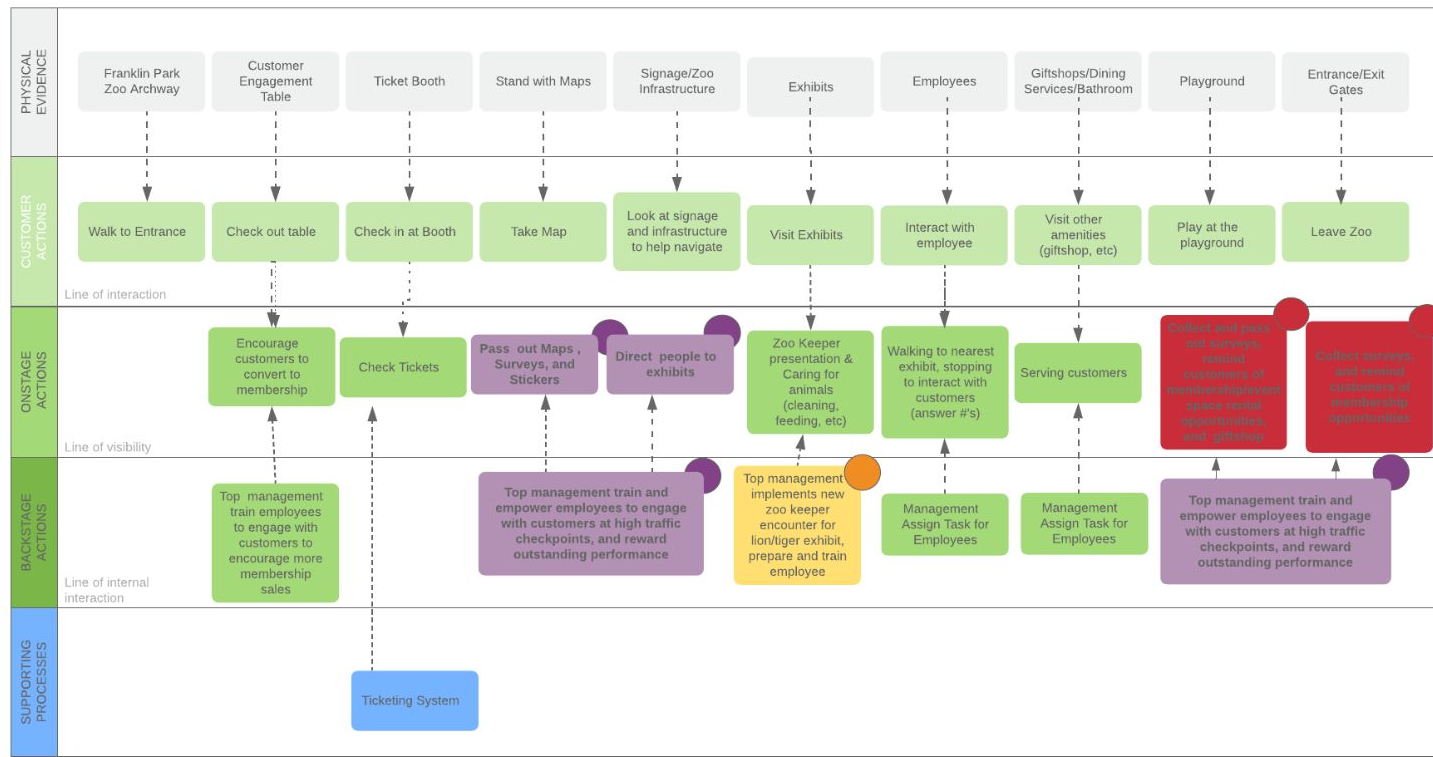 PHYSICAL
EVIDENCE
Franklin Park
Zoo Archway
Customer
Engagement
Table
Ticket Booth
Stand with Maps
Signage/Zoo
Infrastructure
Exhibits
Employees
Giftshops/Dining
Services/Bathroom
Playground
Entrance/Exit
Gates
CUSTOMER
ACTIONS
Walk to Entrance
Check out table
Check in at Booth
Take Map
Look at signage
and infrastructure
to help navigate
Visit Exhibits
Interact with
employee
Visit other
amenities
(giftshop, etc)
Play at the
playground
Leave Zoo
Line of interaction
ONSTAGE
ACTIONS
Encourage
customers to
convert to
membership
Check Tickets
Pass out Maps ,
Surveys, and
Stickers
Direct people to
exhibits
Zoo Keeper
presentation &
Caring for
animals
(cleaning,
feeding, etc)
Walking to nearest
exhibit, stopping
to interact with
customers
(answer #'s)
Serving customers
Collect and pass
out surveys,
remind
customers of
membership/event
space rental
opportunities,
and giftshop
Collect surveys,
and remind
customers of
membership
opportunities
Line of visibility
BACKSTAGE
ACTIONS
Top management
train employees
to engage with
customers to
encourage more
membership
sales
Top management train and
empower employees to engage
with customers at high traffic
checkpoints, and reward
outstanding performance
Top management
implements new
zoo keeper
encounter for
lion/tiger exhibit,
prepare and train
employee
Management
Assign Task for
Employees
Management
Assign Task for
Employees
Top management train and
empower employees to engage
with customers at high traffic
checkpoints, and reward
outstanding performance
Line of internal
interaction
SUPPORTING
PROCESSES
Ticketing System